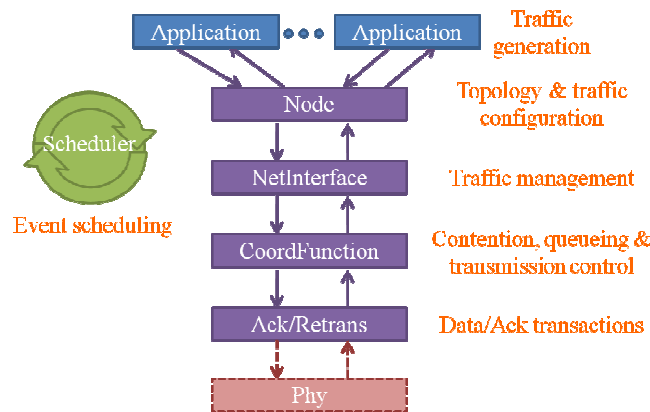 Application
Application
Traffic
generation
Node
Topology & traffic
configuration
Scheduler
NetInterface
Traffic management
Event scheduling
CoordFunction
Contention, queueing &
transmission control
Ack/Retrans
Data/Ack transactions
Phy